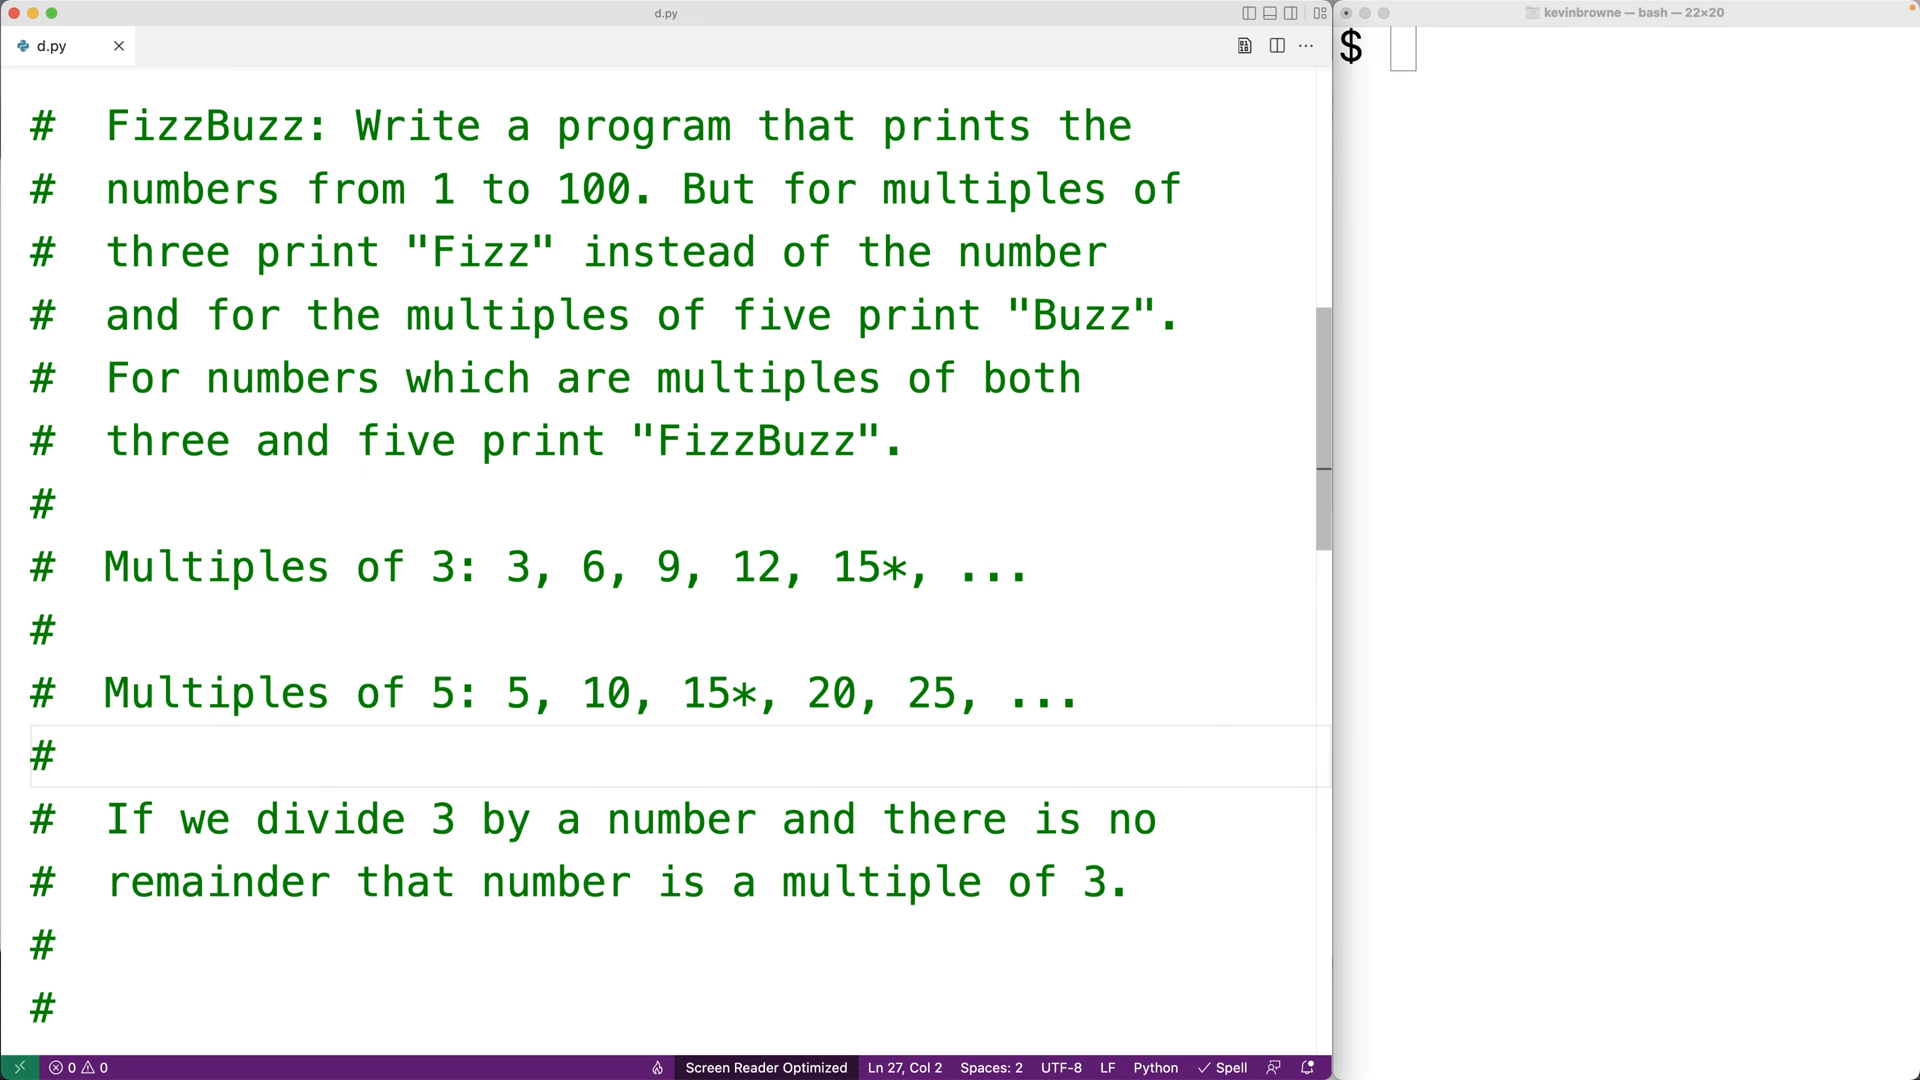 d.py
kevinbrowne — bash — 22×20
d.py
$
# FizzBuzz: Write a program that prints the
# numbers from 1 to 100. But for multiples of
# three print "Fizz" instead of the number
# and for the multiples of five print "Buzz".
# For numbers which are multiples of both
# three and five print "FizzBuzz".
#
# Multiples of 3: 3, 6, 9, 12, 15*, ...
#
# Multiples of 5: 5, 10, 15*, 20, 25, ...
#
# If we divide 3 by a number and there is no
# remainder that number is a multiple of 3.
#
#
0 0 Screen Reader Optimized Ln 27, Col 2 Spaces: 2 UTF-8 LF Python Spell